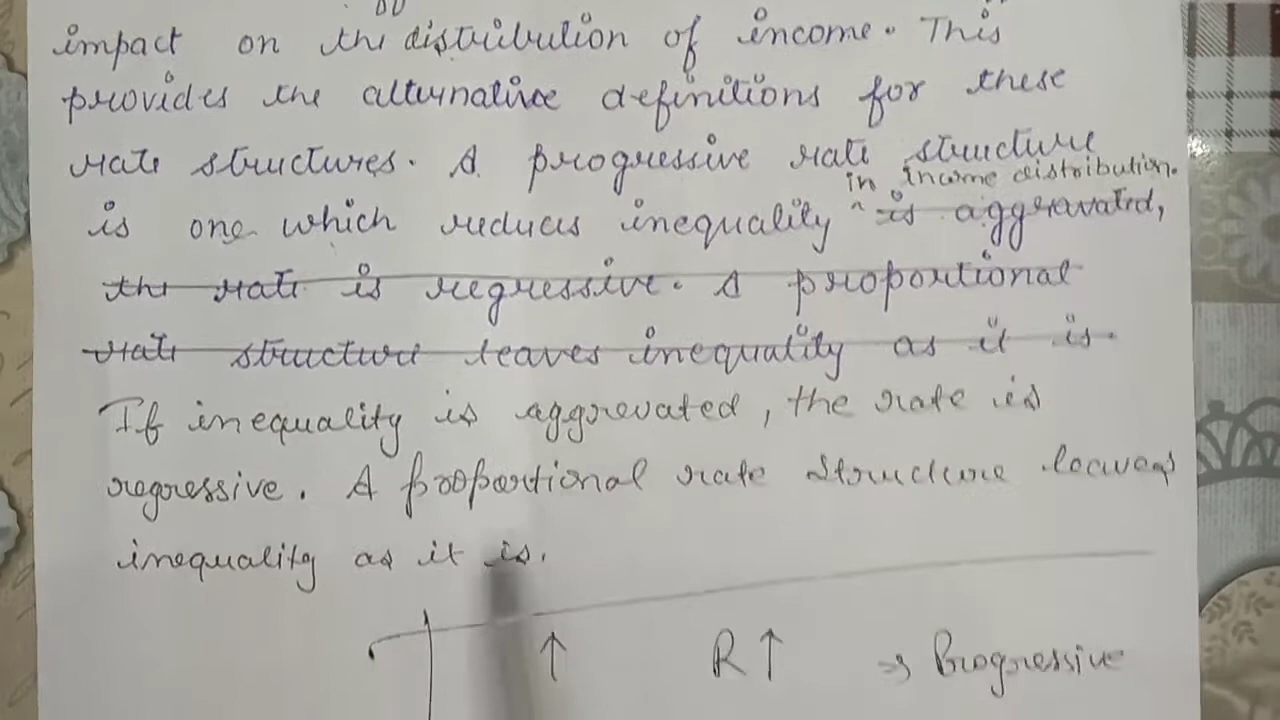 impact on the distribution of income. This
provides the alternative definitions for these
rate structures. A progressive rate structure
in income distribution.
is one which reduces inequality ^ is aggravated,
the rate is regressive. A proportional
rate structure leaves inequality as it is.
If inequality is aggrevated, the rate is
regressive. A proportional rate structure leaves
inequality as it is.
↑ R↑ ⇒ Progressive